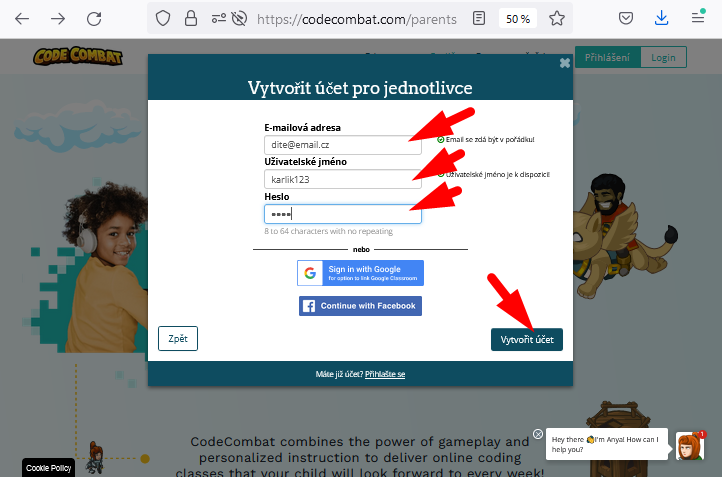 https://codecombat.com/parents
50 %
CODE COMBAT
Přihlášení
Login
Vytvořit účet pro jednotlivce
E-mailová adresa
dite@email.cz
Email se zdá být v pořádku!
Uživatelské jméno
karlik123
Uživatelské jméno je k dispozici!
Heslo
••••
8 to 64 characters with no repeating
nebo
Sign in with Google
for option to link Google Classroom
Continue with Facebook
Zpět
Vytvořit účet
Máte již účet? Přihlašte se
CodeCombat combines the power of gameplay and
personalized instruction to deliver online coding
classes that your child will look forward to every week!
Hey there 👋I'm Anya! How can I
help you?
1
Cookie Policy